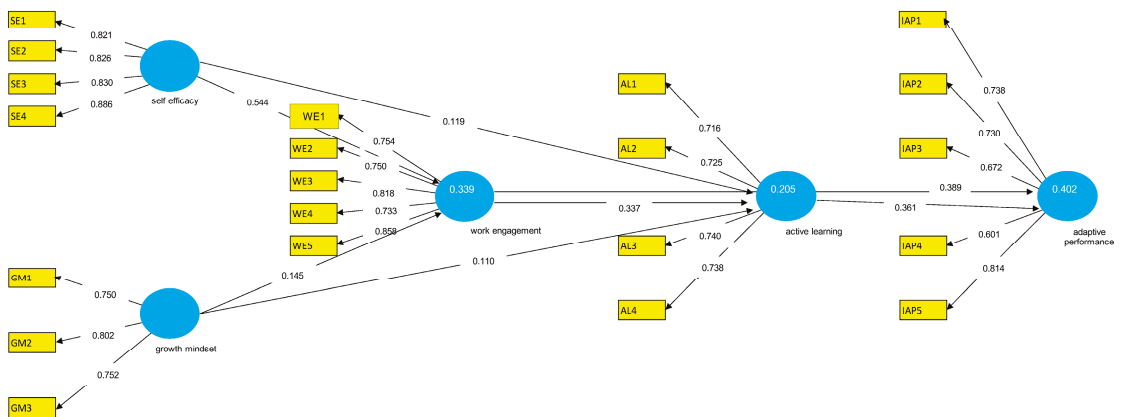 SE1
0.821
SE2
0.826
SE3
0.830
SE4
0.886
self efficacy
0.544
0.119
WE1
0.754
WE2
0.750
WE3
0.818
WE4
0.733
WE5
0.858
0.339
work engagement
0.337
0.145
0.110
GM1
0.750
GM2
0.802
GM3
0.752
growth mindset
AL1
0.716
AL2
0.725
0.205
active learning
AL3
0.740
AL4
0.738
0.389
0.361
IAP1
0.738
IAP2
0.730
IAP3
0.672
0.402
adaptive
performance
IAP4
0.601
IAP5
0.814